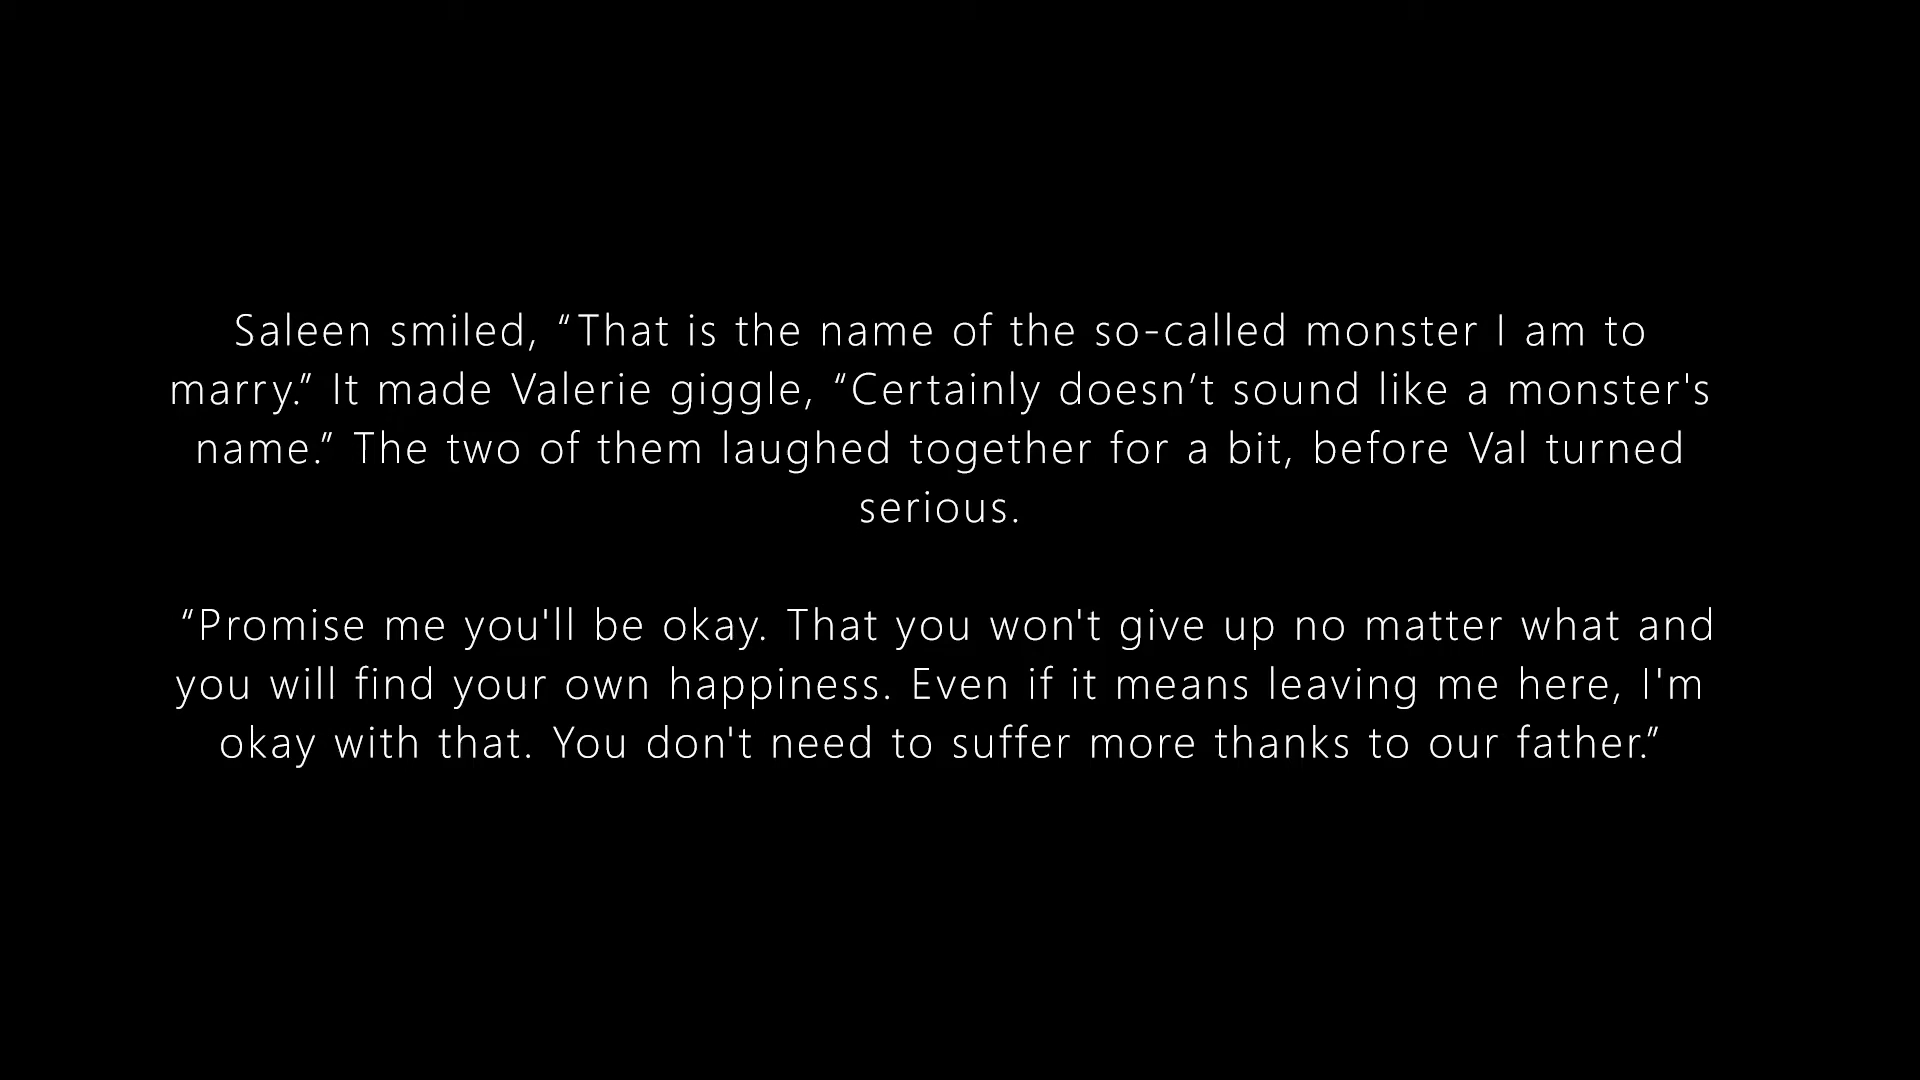 Saleen smiled, “That is the name of the so-called monster I am to
marry.” It made Valerie giggle, “Certainly doesn’t sound like a monster's
name.” The two of them laughed together for a bit, before Val turned
serious.
“Promise me you'll be okay. That you won't give up no matter what and
you will find your own happiness. Even if it means leaving me here, I'm
okay with that. You don't need to suffer more thanks to our father.”